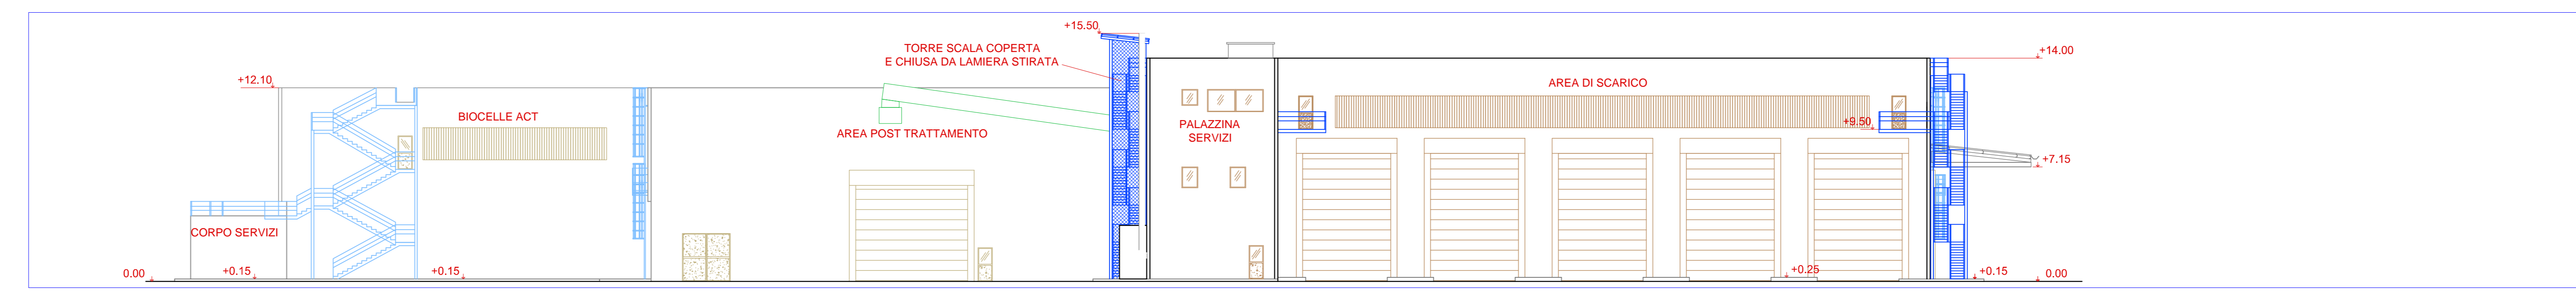 +15.50
TORRE SCALA COPERTA
E CHIUSA DA LAMIERA STIRATA
+14.00
+12.10
AREA DI SCARICO
BIOCELLE ACT
AREA POST TRATTAMENTO
PALAZZINA
SERVIZI
+9.50
+7.15
CORPO SERVIZI
0.00
+0.15
+0.15
+0.25
+0.15
0.00